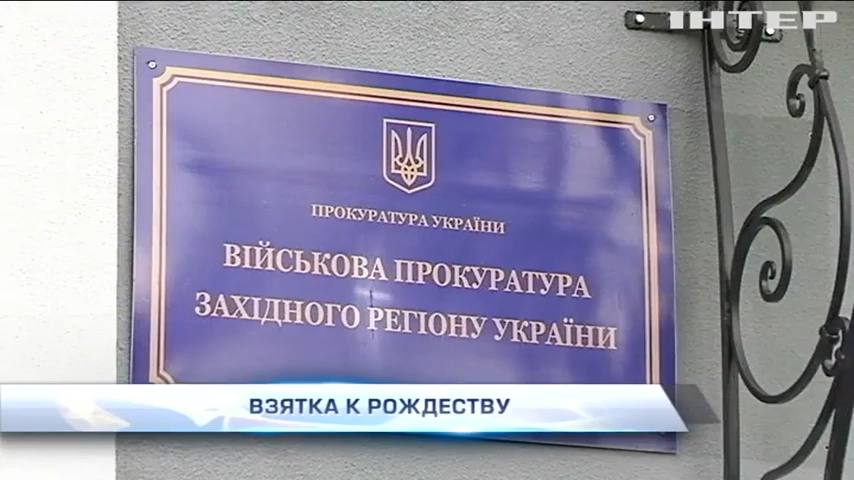 ІНТЕР
ПРОКУРАТУРА УКРАЇНИ
ВІЙСЬКОВА ПРОКУРАТУРА
ЗАХІДНОГО РЕГІОНУ УКРАЇНИ
ВЗЯТКА К РОЖДЕСТВУ